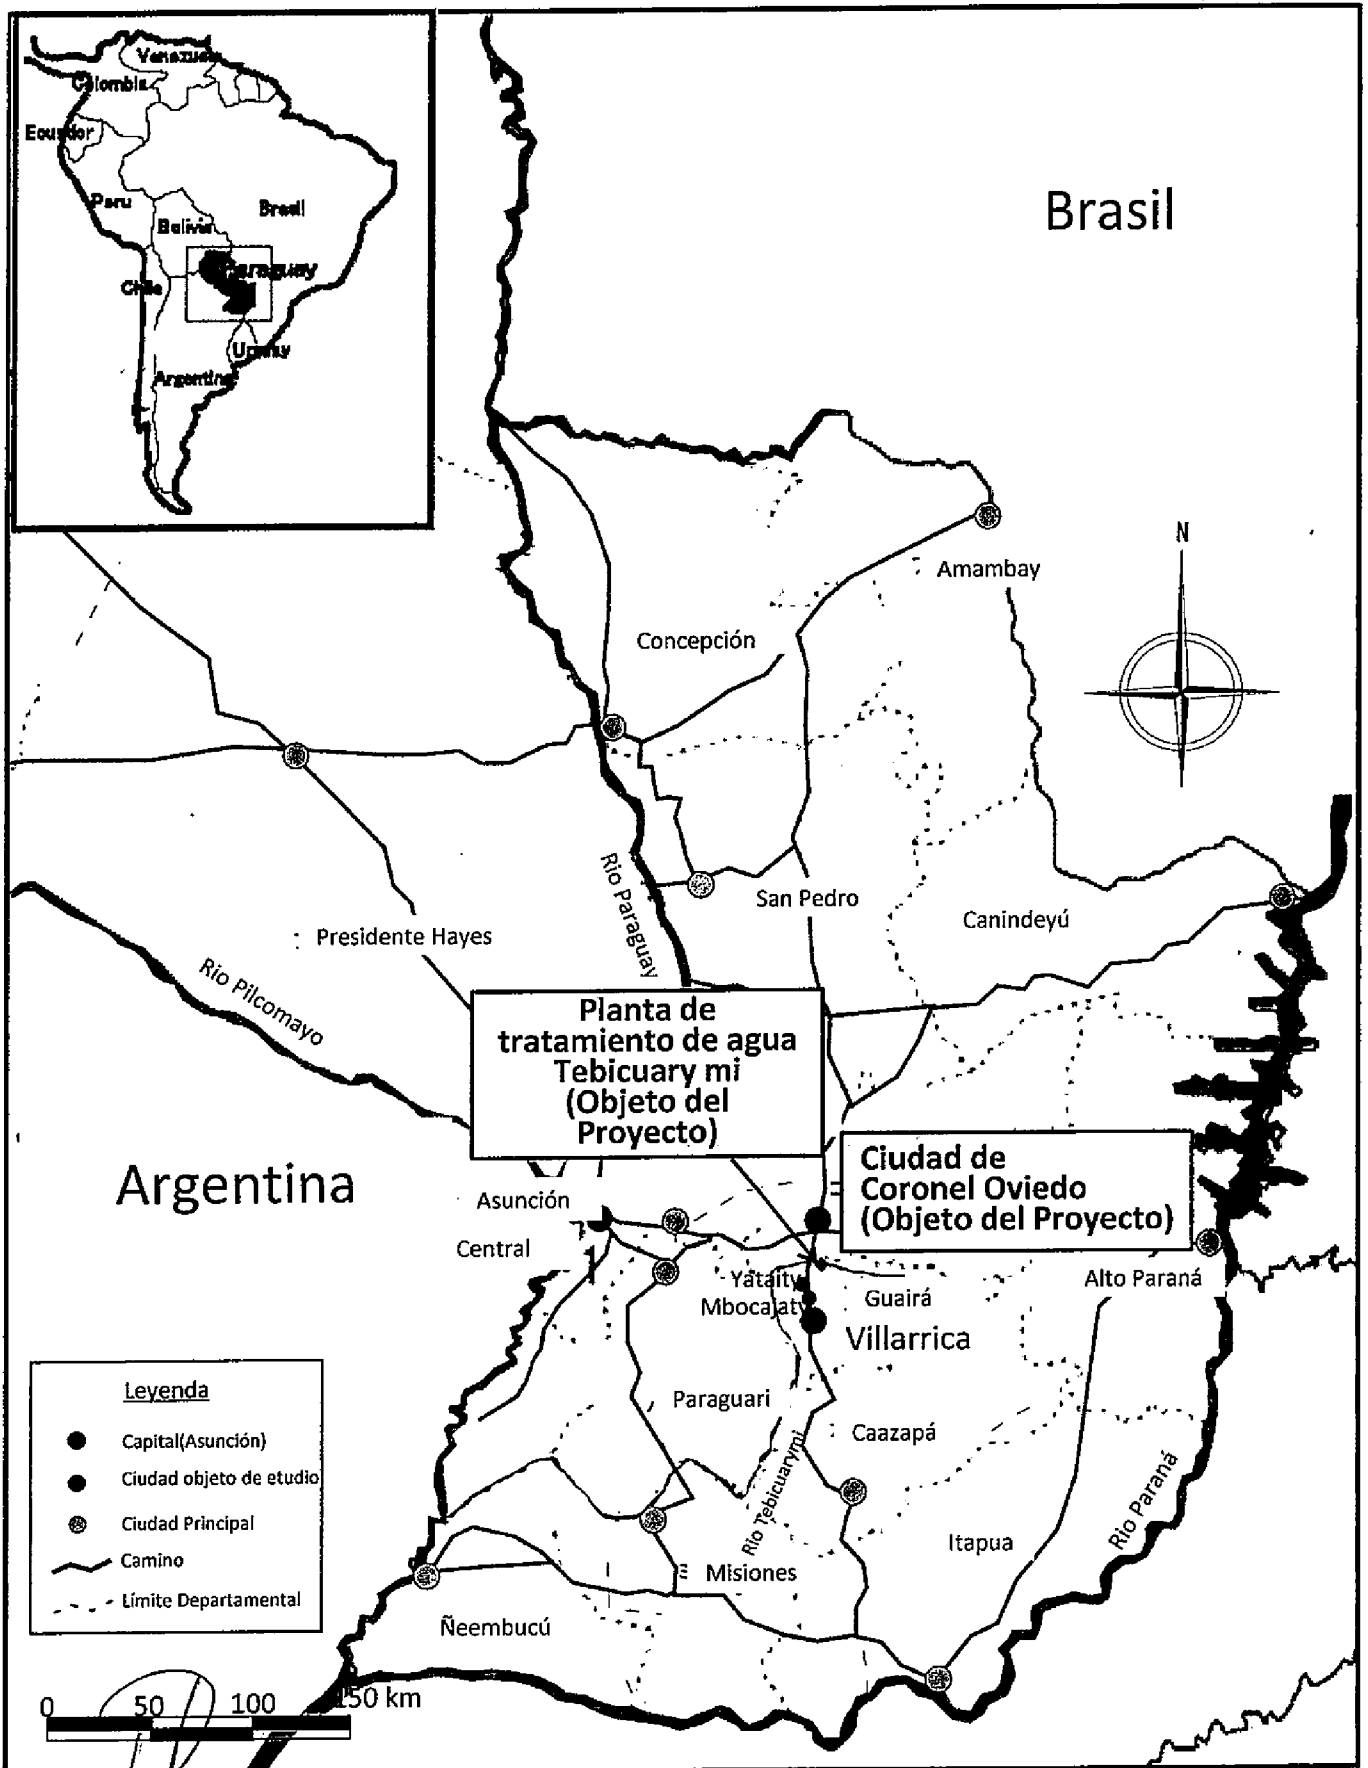 Venezuela
Colombia
Ecuador
Peru
Brasil
Bolivia
Paraguay
Chile
Uruguay
Argentina
Brasil
N
Amambay
Concepción
Rio Paraguay
San Pedro
Canindeyú
Presidente Hayes
Rio Pilcomayo
Planta de
tratamiento de agua
Tebicuary mi
(Objeto del
Proyecto)
Ciudad de
Coronel Oviedo
(Objeto del Proyecto)
Argentina
Asunción
Central
Yataity
Mbocajaty
Guairá
Villarrica
Alto Paraná
Paraguari
Caazapá
Rio Tebicuarymi
Rio Paraná
Itapua
Misiones
Ñeembucú
Leyenda
Capital(Asunción)
Ciudad objeto de etudio
Ciudad Principal
Camino
Límite Departamental
0 50 100 150 km